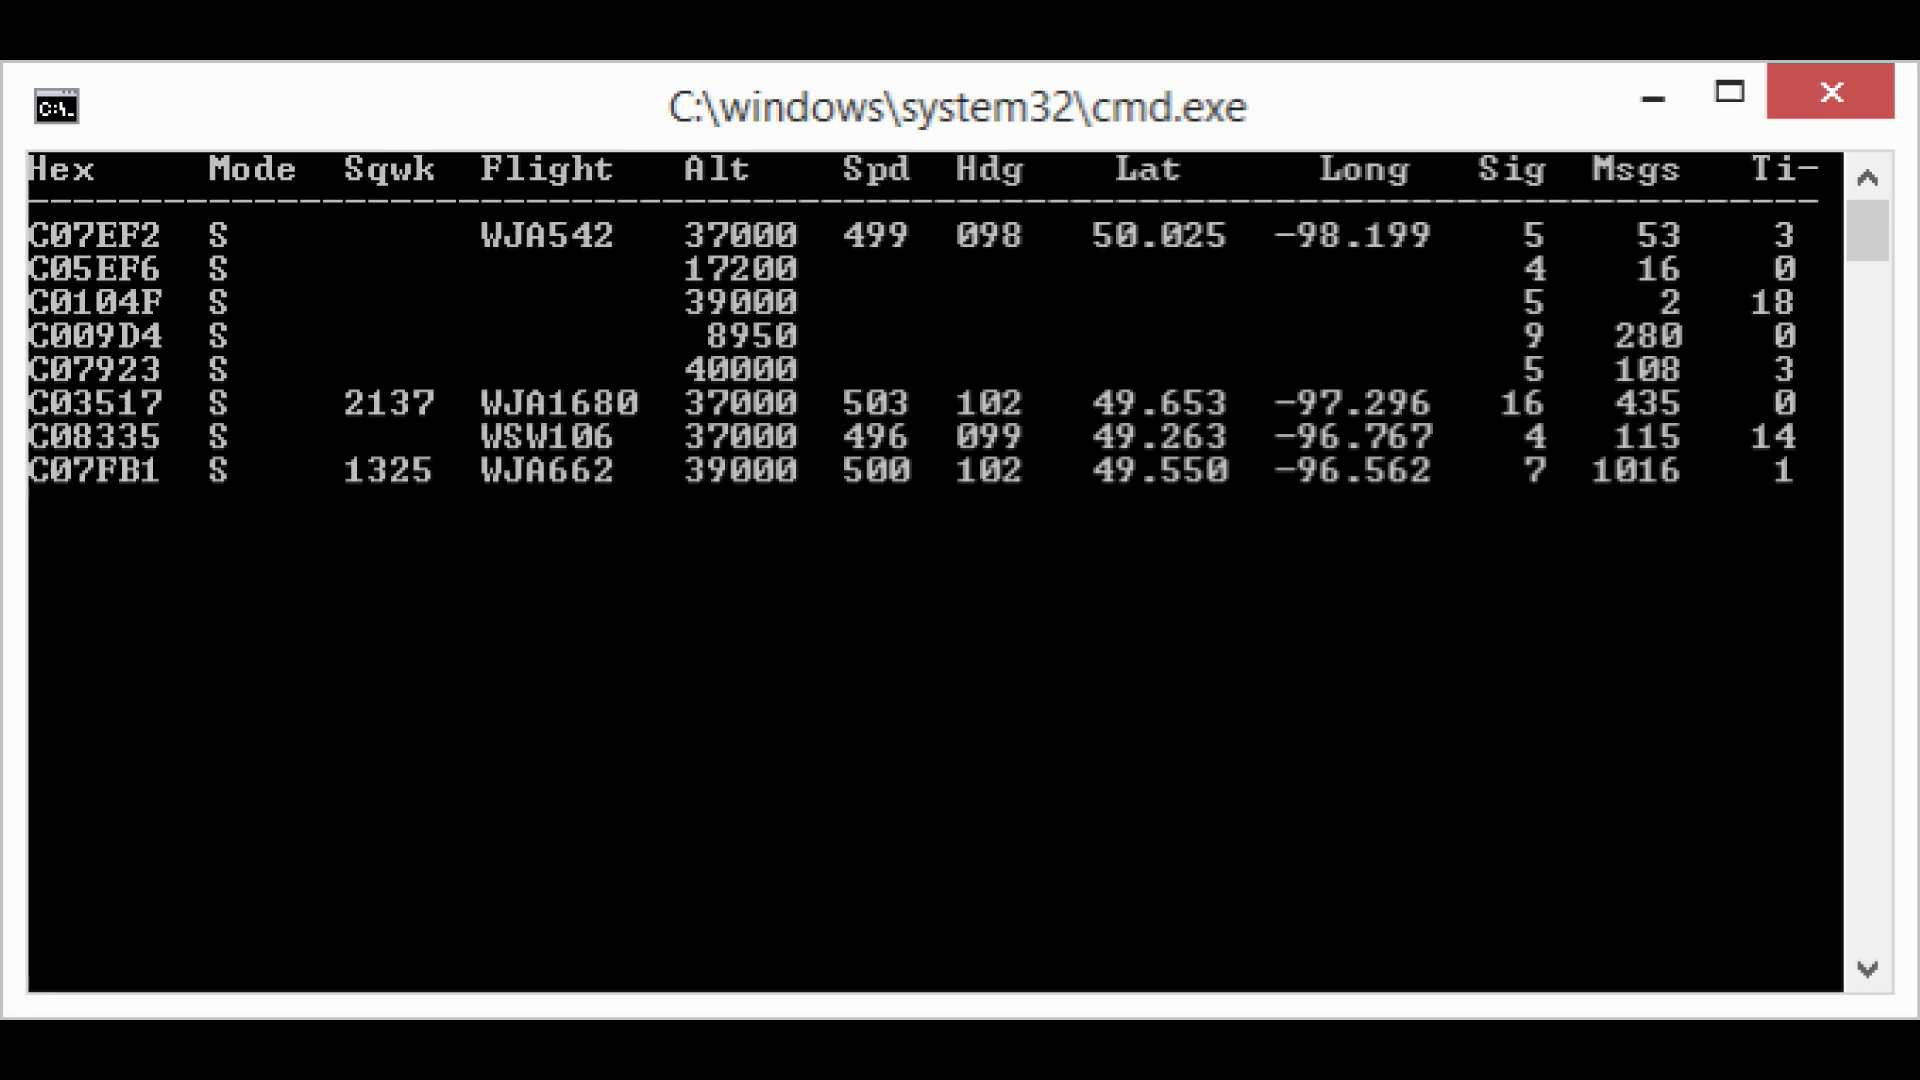 C:\windows\system32\cmd.exe
Hex Mode Sqwk Flight Alt Spd Hdg Lat Long Sig Msgs Ti-
--------------------------------------------------------------------------------
C07EF2 S WJA542 37000 499 098 50.025 -98.199 5 53 3
C05EF6 S 17200 4 16 0
C0104F S 39000 5 2 18
C009D4 S 8950 9 280 0
C07923 S 40000 5 108 3
C03517 S 2137 WJA1680 37000 503 102 49.653 -97.296 16 435 0
C08335 S WSW106 37000 496 099 49.263 -96.767 4 115 14
C07FB1 S 1325 WJA662 39000 500 102 49.550 -96.562 7 1016 1